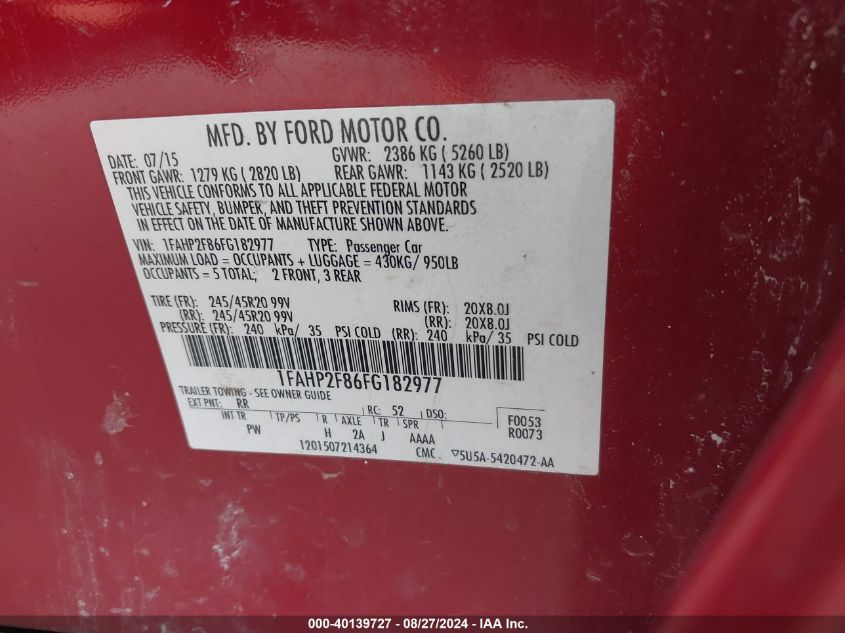 MFD. BY FORD MOTOR CO.
DATE: 07/15 GVWR: 2386 KG ( 5260 LB)
FRONT GAWR: 1279 KG ( 2820 LB) REAR GAWR: 1143 KG ( 2520 LB)
THIS VEHICLE CONFORMS TO ALL APPLICABLE FEDERAL MOTOR
VEHICLE SAFETY, BUMPER, AND THEFT PREVENTION STANDARDS
IN EFFECT ON THE DATE OF MANUFACTURE SHOWN ABOVE.
VIN: 1FAHP2F86FG182977 TYPE: Passenger Car
MAXIMUM LOAD = OCCUPANTS + LUGGAGE = 430KG/ 950LB
OCCUPANTS = 5 TOTAL; 2 FRONT, 3 REAR
TIRE (FR): 245/45R20 99V RIMS (FR): 20X8.0J
(RR): 245/45R20 99V (RR): 20X8.0J
PRESSURE (FR): 240 kPa/ 35 PSI COLD (RR): 240 kPa/ 35 PSI COLD
1FAHP2F86FG182977
TRAILER TOWING - SEE OWNER GUIDE
EXT PNT: RR RC: 52 DSO: F0053
INT TR TP/PS R AXLE TR SPR R0073
PW H 2A J AAAA
1201507214364 CMC ▽5U5A-5420472-AA
000-40139727 - 08/27/2024 - IAAI.COM